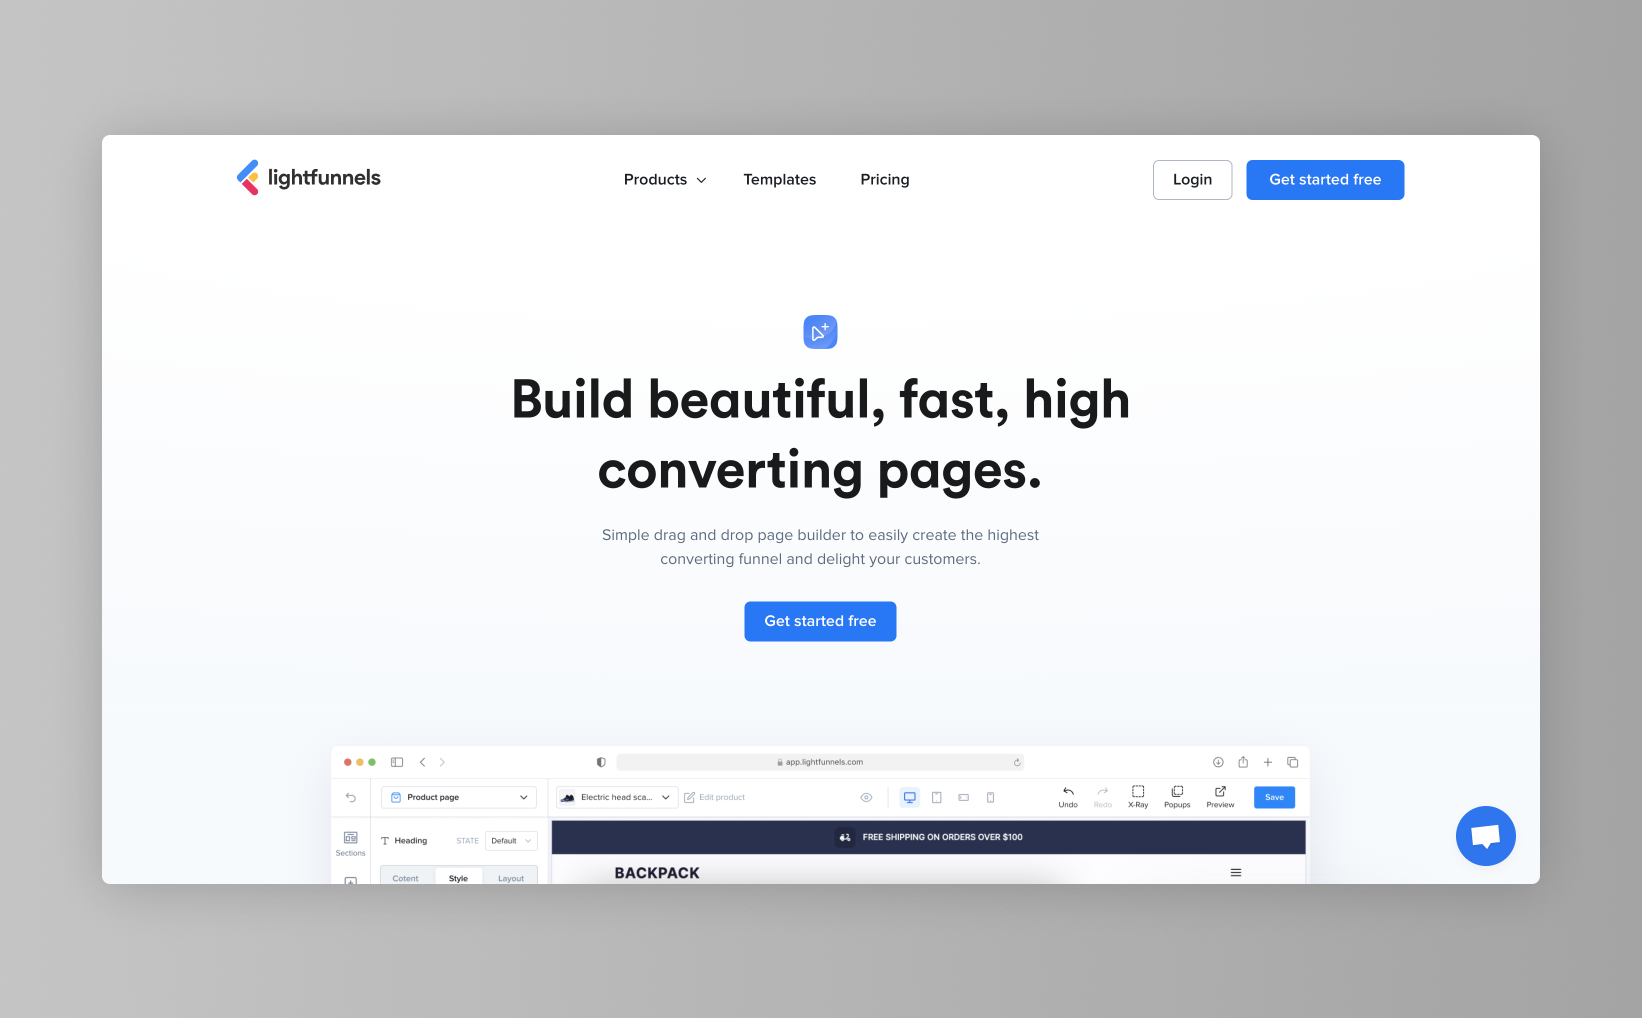 lightfunnels
Products
Templates
Pricing
Login
Get started free
Build beautiful, fast, high
converting pages.
Simple drag and drop page builder to easily create the highest
converting funnel and delight your customers.
Get started free
app.lightfunnels.com
Product page
Electric head sca...
Edit product
Undo
Redo
X-Ray
Popups
Preview
Save
Sections
Heading
STATE
Default
FREE SHIPPING ON ORDERS OVER $100
Cotent
Style
Layout
BACKPACK